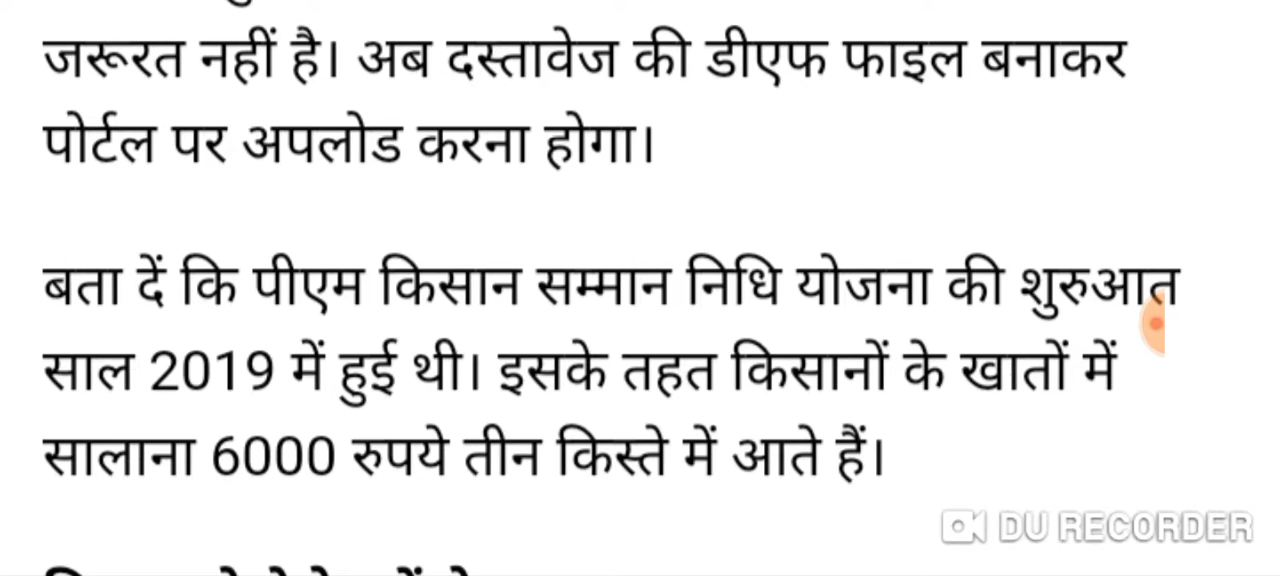 जरूरत नहीं है। अब दस्तावेज की डीएफ फाइल बनाकर
पोर्टल पर अपलोड करना होगा।
बता दें कि पीएम किसान सम्मान निधि योजना की शुरुआत
साल 2019 में हुई थी। इसके तहत किसानों के खातों में
सालाना 6000 रुपये तीन किस्ते में आते हैं।
DU RECORDER